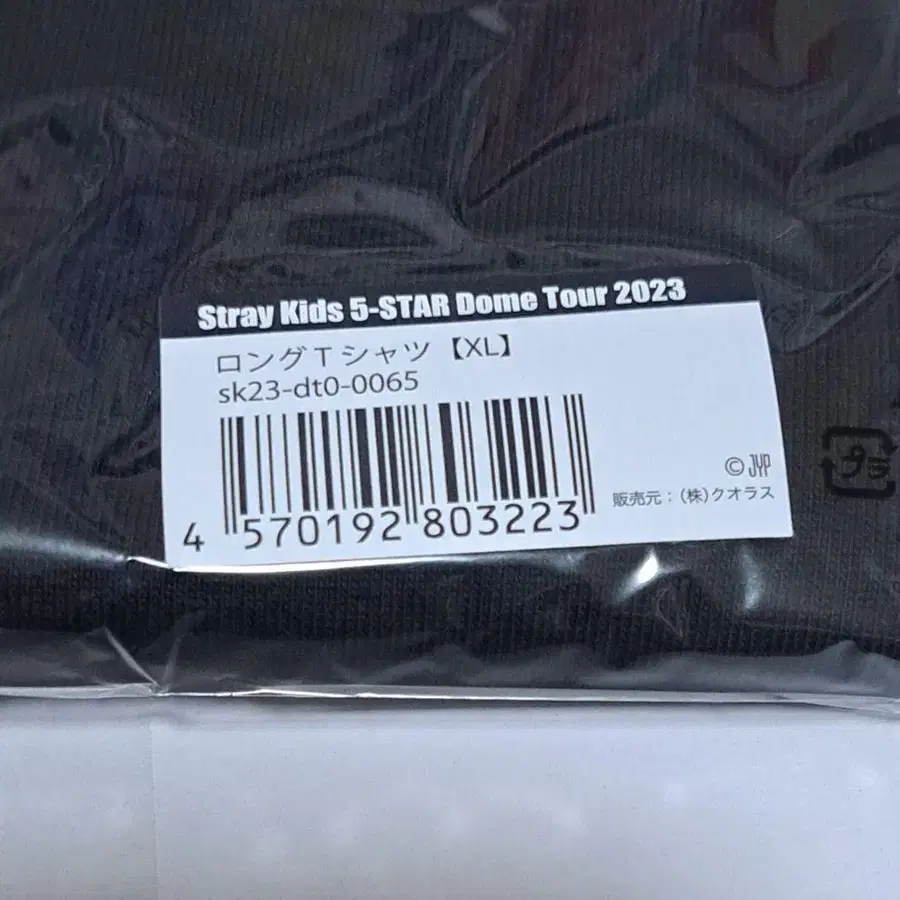 Stray Kids 5-STAR Dome Tour 2023
ロングTシャツ【XL】
sk23-dt0-0065
4 570192 803223
© JYP
販売元：(株)クオラス
プラ